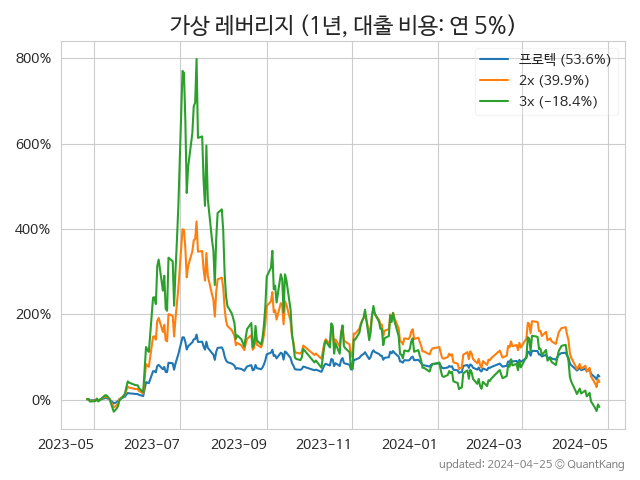 가상 레버리지 (1년, 대출 비용: 연 5%)
프로텍 (53.6%)
2x (39.9%)
3x (−18.4%)
800%
600%
400%
200%
0%
2023-05 2023-07 2023-09 2023-11 2024-01 2024-03 2024-05
updated: 2024-04-25 © QuantKang